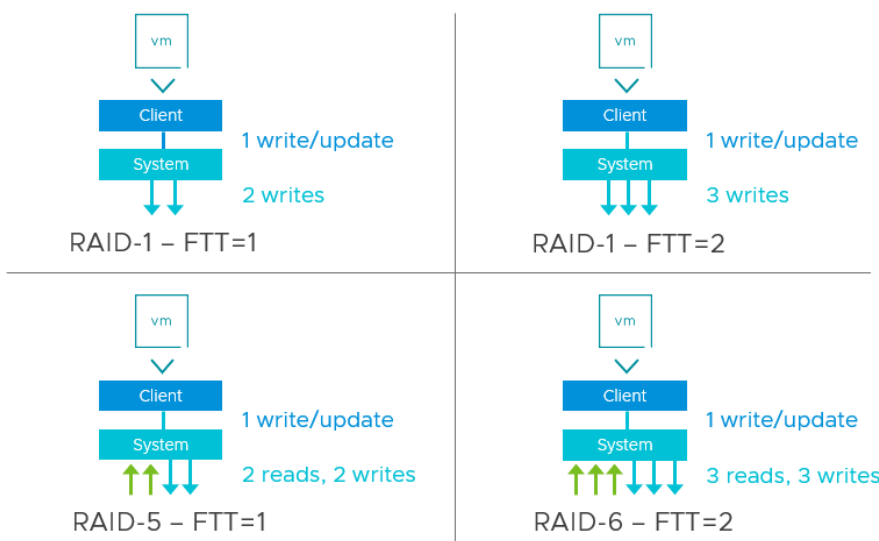 vm
Client
1 write/update
System
2 writes
RAID-1 – FTT=1
vm
Client
1 write/update
System
3 writes
RAID-1 – FTT=2
vm
Client
1 write/update
System
2 reads, 2 writes
RAID-5 – FTT=1
vm
Client
1 write/update
System
3 reads, 3 writes
RAID-6 – FTT=2